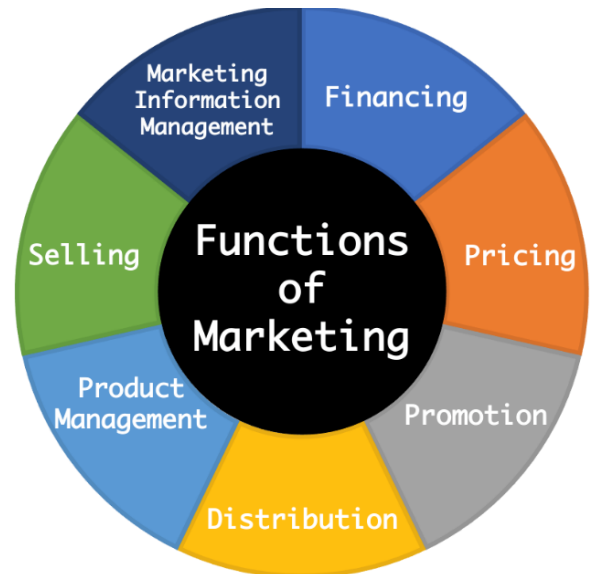 Functions
of
Marketing
Financing
Pricing
Promotion
Distribution
Product
Management
Selling
Marketing
Information
Management